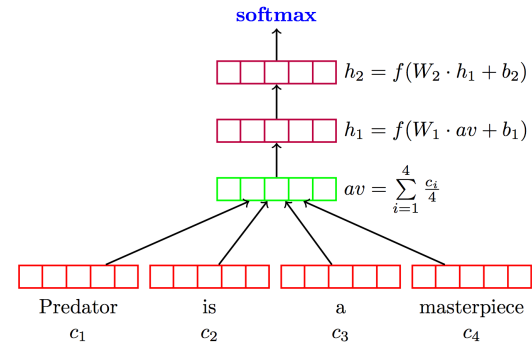 softmax
h₂ = f(W₂ · h₁ + b₂)
h₁ = f(W₁ · av + b₁)
av = ∑_{i=1}^{4} c_i/4
Predator is a masterpiece
c₁ c₂ c₃ c₄